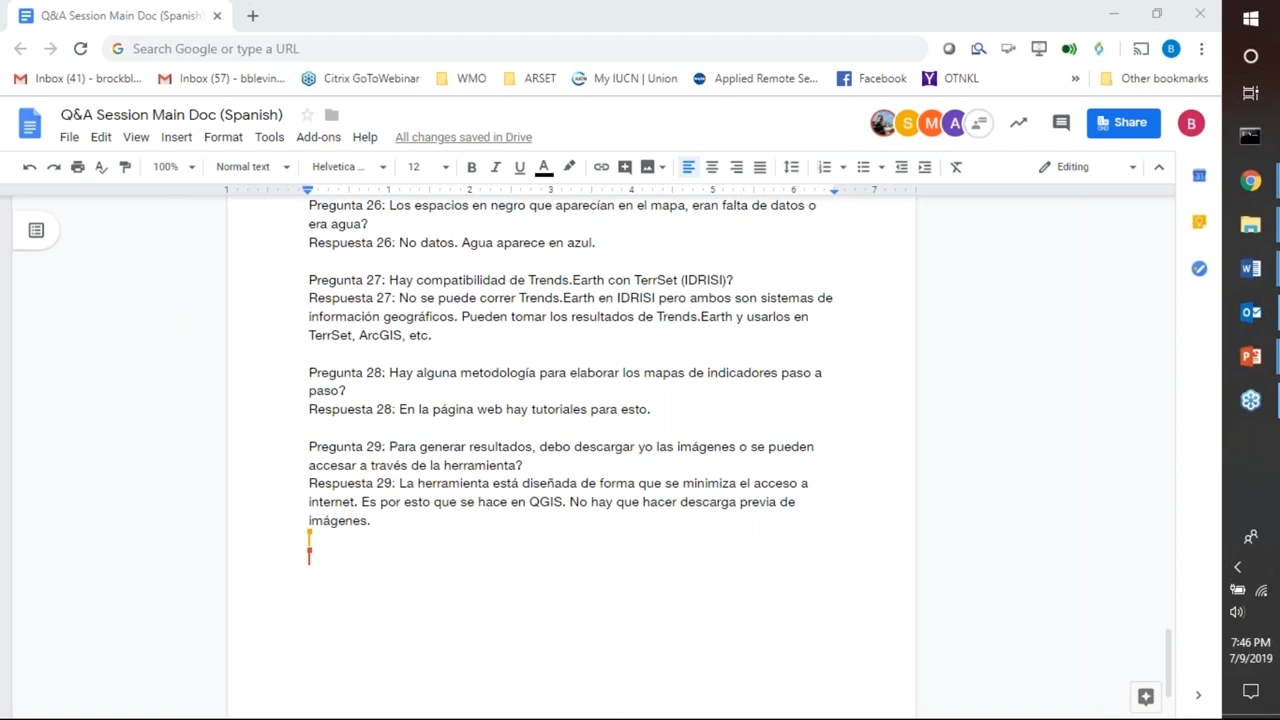 Q&A Session Main Doc (Spanish)
Search Google or type a URL
B
Inbox (41) - brockbl...
Inbox (57) - bblevin...
Citrix GoToWebinar
WMO
ARSET
My IUCN | Union
Applied Remote Se...
Facebook
OTNKL
»
Other bookmarks
Q&A Session Main Doc (Spanish)
File Edit View Insert Format Tools Add-ons Help All changes saved in Drive
S M A
Share
B
100% Normal text Helvetica ... 12 B I U A Editing
1 1 2 3 4 5 6 7
Pregunta 26: Los espacios en negro que aparecían en el mapa, eran falta de datos o
era agua?
Respuesta 26: No datos. Agua aparece en azul.
Pregunta 27: Hay compatibilidad de Trends.Earth con TerrSet (IDRISI)?
Respuesta 27: No se puede correr Trends.Earth en IDRISI pero ambos son sistemas de
información geográficos. Pueden tomar los resultados de Trends.Earth y usarlos en
TerrSet, ArcGIS, etc.
Pregunta 28: Hay alguna metodología para elaborar los mapas de indicadores paso a
paso?
Respuesta 28: En la página web hay tutoriales para esto.
Pregunta 29: Para generar resultados, debo descargar yo las imágenes o se pueden
accesar a través de la herramienta?
Respuesta 29: La herramienta está diseñada de forma que se minimiza el acceso a
internet. Es por esto que se hace en QGIS. No hay que hacer descarga previa de
imágenes.
31
7:46 PM
7/9/2019